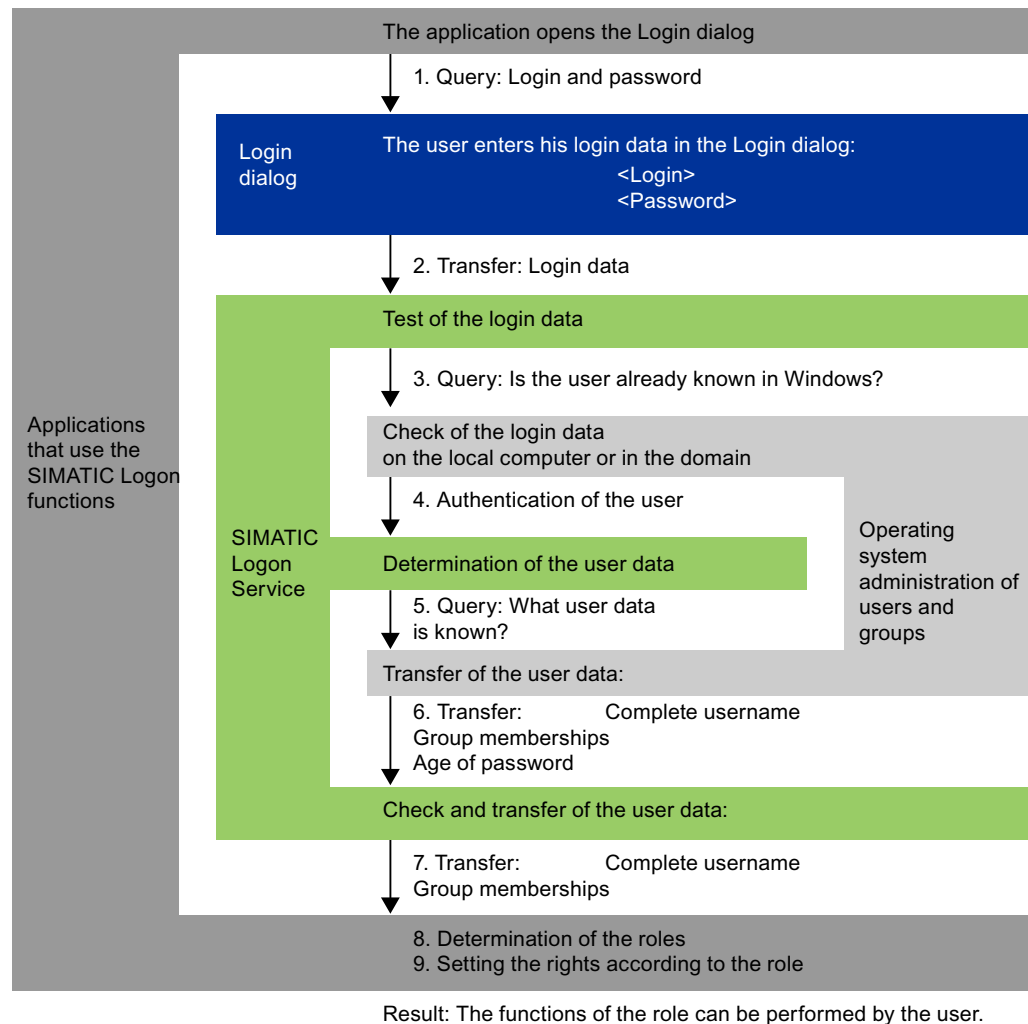 The application opens the Login dialog
1. Query: Login and password
Login
dialog
The user enters his login data in the Login dialog:
<Login>
<Password>
2. Transfer: Login data
Test of the login data
3. Query: Is the user already known in Windows?
Applications
that use the
SIMATIC Logon
functions
Check of the login data
on the local computer or in the domain
4. Authentication of the user
SIMATIC
Logon
Service
Determination of the user data
Operating
system
administration of
users and
groups
5. Query: What user data
is known?
Transfer of the user data:
6. Transfer: Complete username
Group memberships
Age of password
Check and transfer of the user data:
7. Transfer: Complete username
Group memberships
8. Determination of the roles
9. Setting the rights according to the role
Result: The functions of the role can be performed by the user.